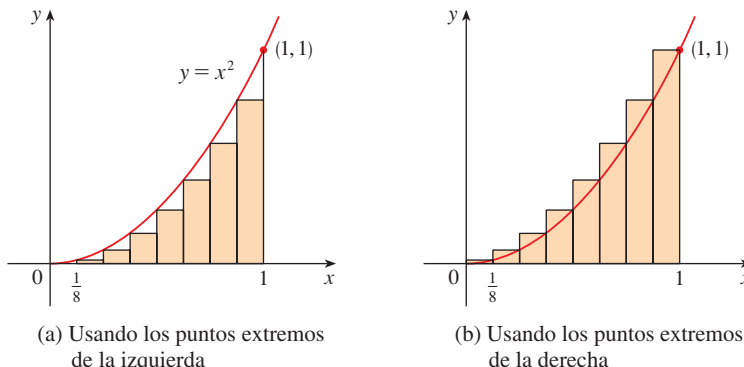 y
(1, 1)
y = x²
0
1/8
1
x
(a) Usando los puntos extremos
de la izquierda
y
(1, 1)
0
1/8
1
x
(b) Usando los puntos extremos
de la derecha